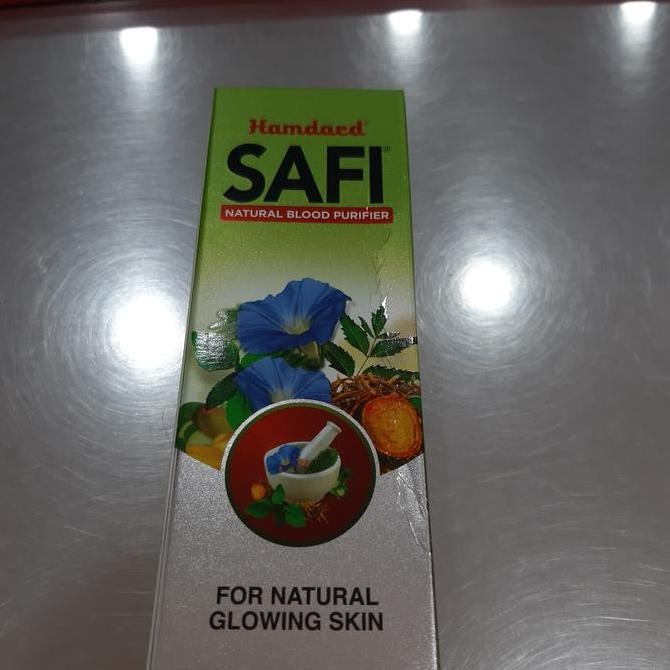 Hamdard
SAFI®
NATURAL BLOOD PURIFIER
FOR NATURAL
GLOWING SKIN